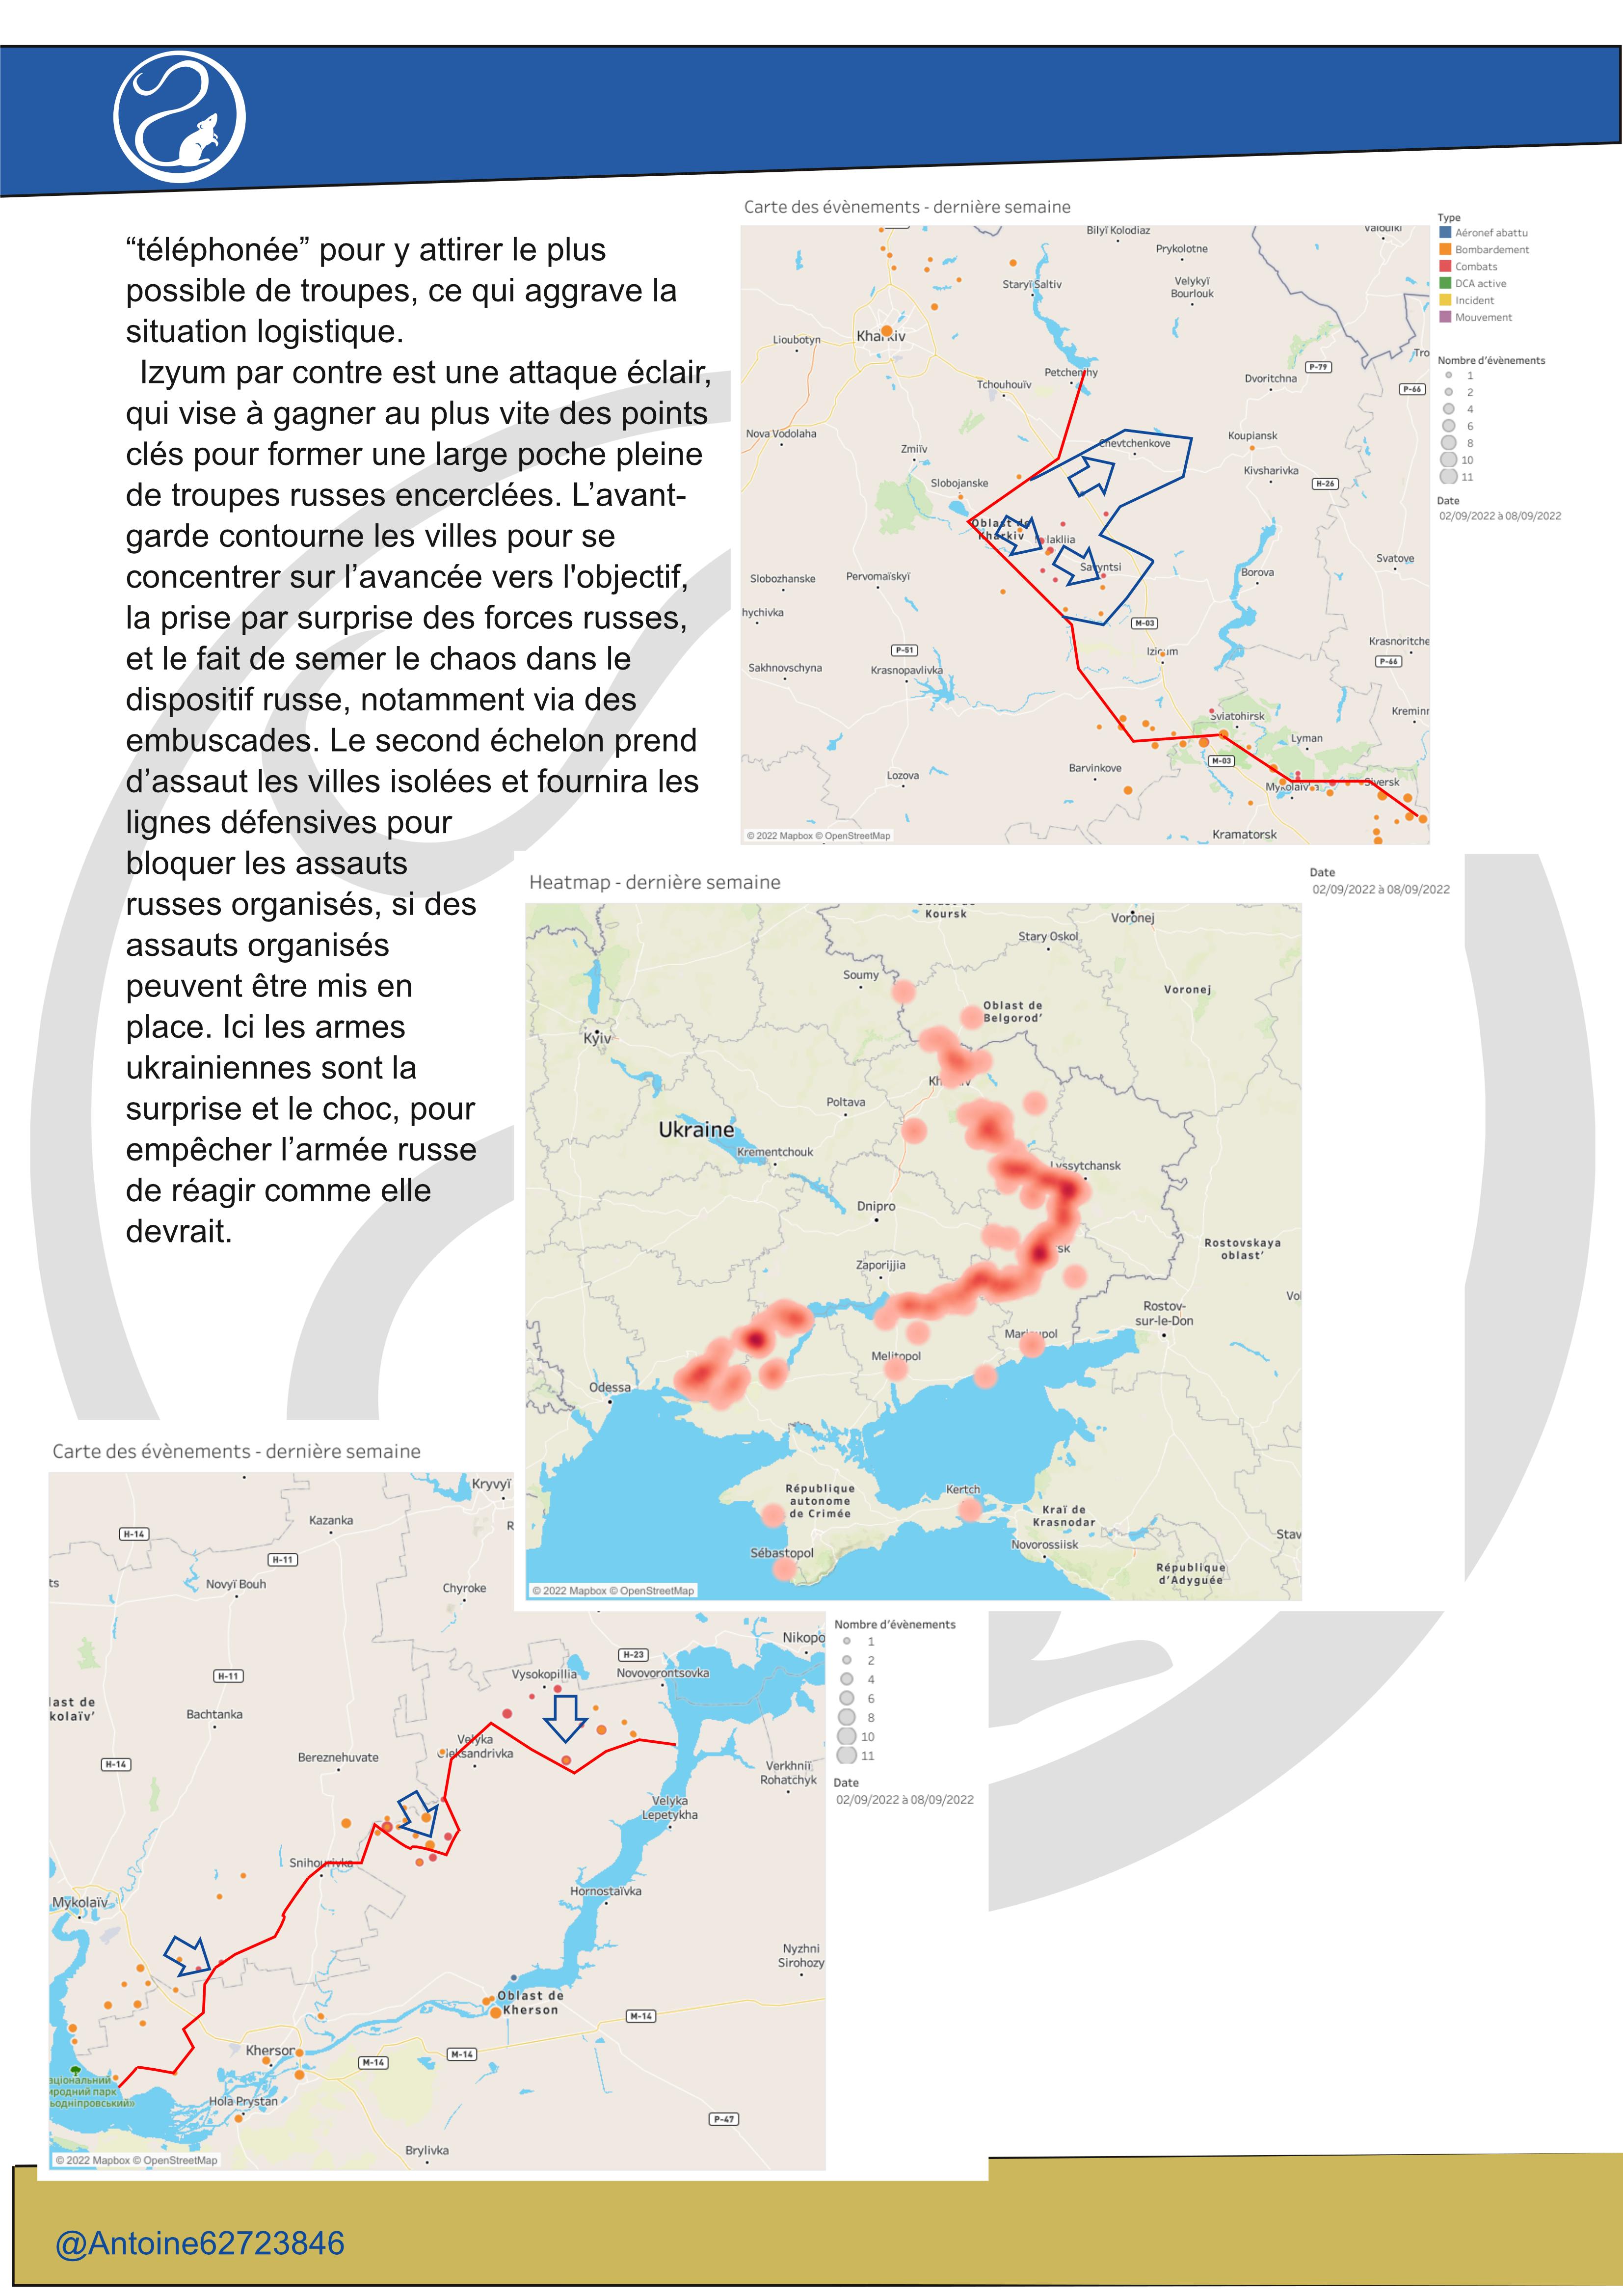 “téléphonée” pour y attirer le plus
possible de troupes, ce qui aggrave la
situation logistique.
Izyum par contre est une attaque éclair,
qui vise à gagner au plus vite des points
clés pour former une large poche pleine
de troupes russes encerclées. L’avant-
garde contourne les villes pour se
concentrer sur l’avancée vers l'objectif,
la prise par surprise des forces russes,
et le fait de semer le chaos dans le
dispositif russe, notamment via des
embuscades. Le second échelon prend
d’assaut les villes isolées et fournira les
lignes défensives pour
bloquer les assauts
russes organisés, si des
assauts organisés
peuvent être mis en
place. Ici les armes
ukrainiennes sont la
surprise et le choc, pour
empêcher l’armée russe
de réagir comme elle
devrait.
Carte des évènements - dernière semaine
Bilyï Kolodiaz
Prykolotne
Staryï Saltiv
Velykyï
Bourlouk
Lioubotyn
Petchenihy
Tchouhouïv
P-79
Dvoritchna
P-66
Nova Vodolaha
Zmiïv
Chevtchenkove
Koupiansk
Slobojanske
Kivsharivka
H-26
Oblast de
Kharkiv
Savyntsi
Slobozhanske
Pervomaïskyï
Borova
Svatove
hychivka
M-03
P-51
Krasnoritche
Sakhnovschyna
Krasnopavlivka
P-66
Sviatohirsk
Lyman
M-03
Barvinkove
Lozova
Siversk
Kramatorsk
© 2022 Mapbox © OpenStreetMap
Type
Aéronef abattu
Bombardement
Combats
DCA active
Incident
Mouvement
Nombre d’évènements
1
2
4
6
8
10
11
Date
02/09/2022 à 08/09/2022
Heatmap - dernière semaine
Date
02/09/2022 à 08/09/2022
Koursk
Voronej
Stary Oskol
Soumy
Voronej
Oblast de
Belgorod’
Kyïv
Poltava
Ukraine
Krementchouk
Lyssytchansk
Dnipro
Rostovskaya
oblast’
Zaporijjia
Rostov-
sur-le-Don
Melitopol
Odessa
République
autonome
de Crimée
Kertch
Kraï de
Krasnodar
Stav
Sébastopol
Novorossiisk
République
d’Adyguée
© 2022 Mapbox © OpenStreetMap
Carte des évènements - dernière semaine
Kryvyï
Kazanka
H-14
H-11
Novyï Bouh
Chyroke
Nikopo
H-23
Vysokopillia
Novovorontsovka
H-11
last de
kolaïv’
Bachtanka
Velyka
Oleksandrivka
Bereznehuvate
H-14
Verkhniï
Rohatchyk
Velyka
Lepetykha
Snihourivka
Hornostaïvka
Mykolaïv
Nyzhni
Sirohozy
Oblast de
Kherson
M-14
Kherson
M-14
M-14
Hola Prystan
P-47
Brylivka
© 2022 Mapbox © OpenStreetMap
Nombre d’évènements
1
2
4
6
8
10
11
Date
02/09/2022 à 08/09/2022
@Antoine62723846